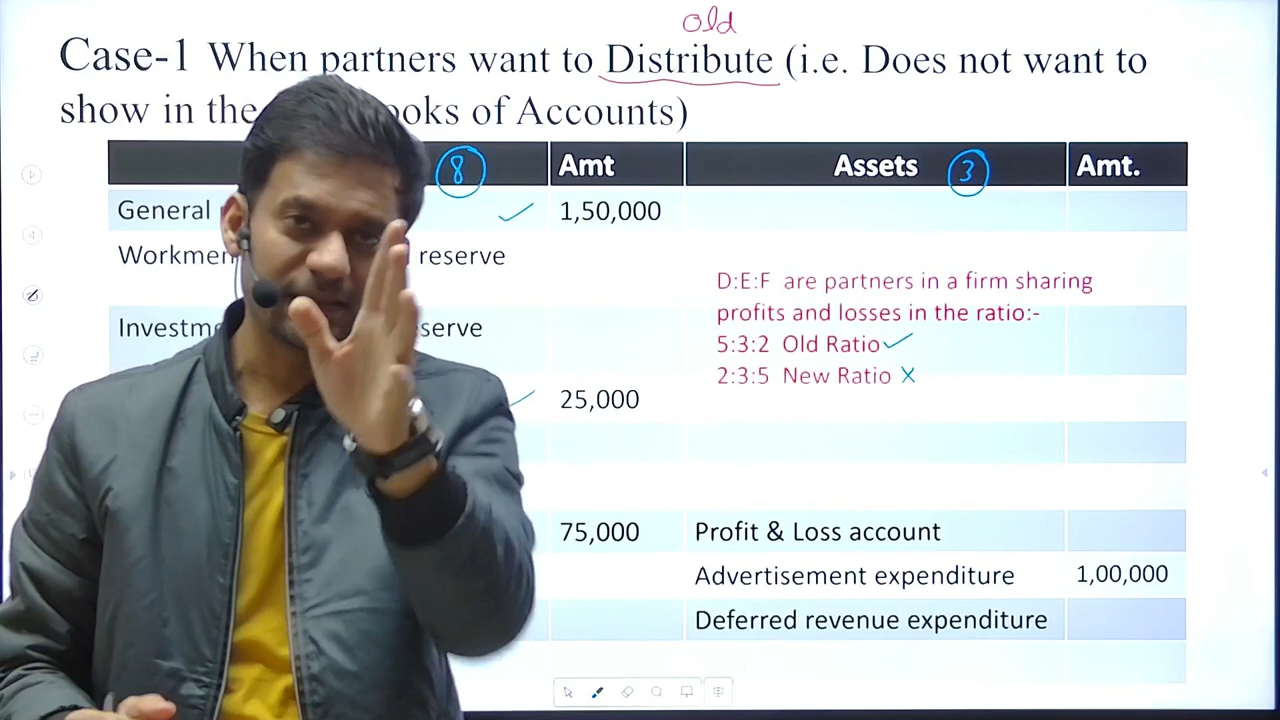 Old
Case-1 When partners want to Distribute (i.e. Does not want to
show in the ooks of Accounts)
8 Amt Assets 3 Amt.
General 1,50,000
Workmen reserve
D:E:F are partners in a firm sharing
profits and losses in the ratio:-
Investme serve
5:3:2 Old Ratio
2:3:5 New Ratio
25,000
75,000 Profit & Loss account
Advertisement expenditure 1,00,000
Deferred revenue expenditure